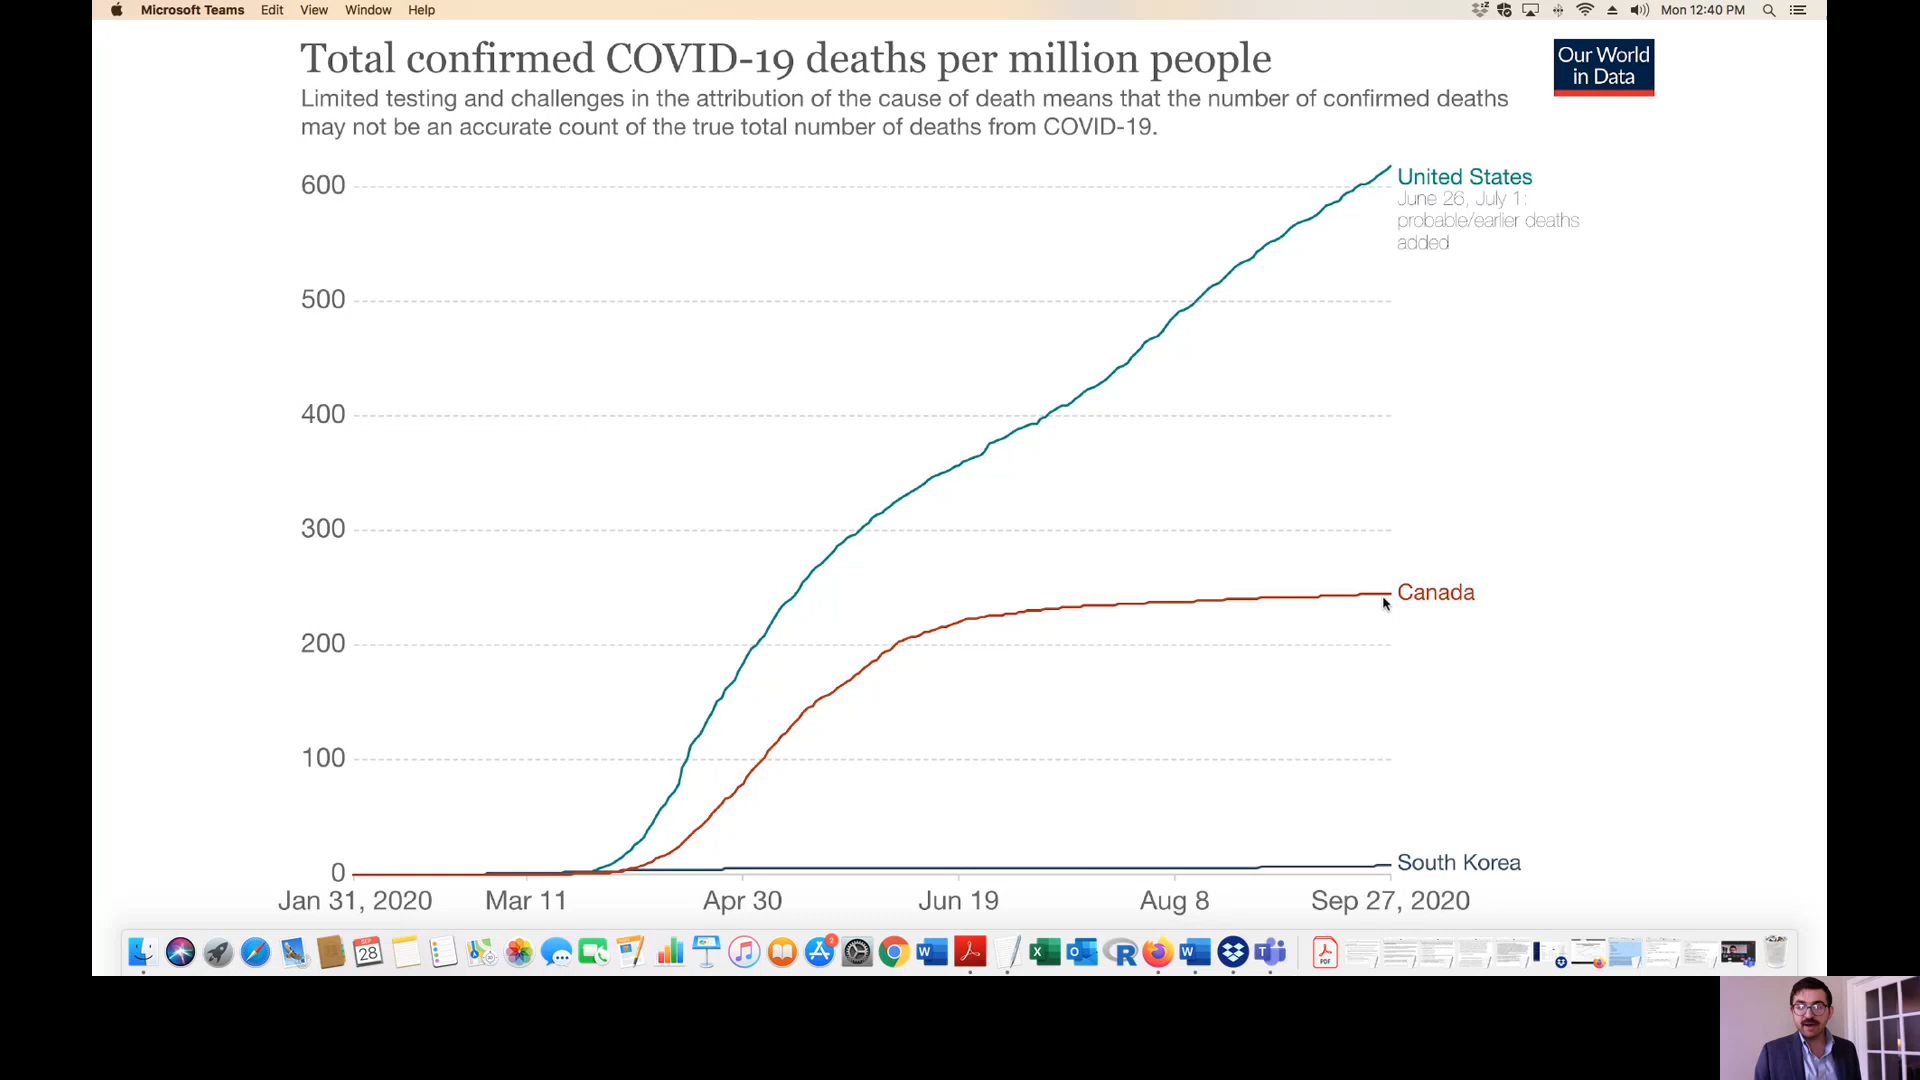 Microsoft Teams Edit View Window Help
Mon 12:40 PM
Total confirmed COVID-19 deaths per million people
Our World
in Data
Limited testing and challenges in the attribution of the cause of death means that the number of confirmed deaths
may not be an accurate count of the true total number of deaths from COVID-19.
600
United States
June 26, July 1:
probable/earlier deaths
added
500
400
300
Canada
200
100
South Korea
0
Jan 31, 2020 Mar 11 Apr 30 Jun 19 Aug 8 Sep 27, 2020
SEP
28
2
PDF